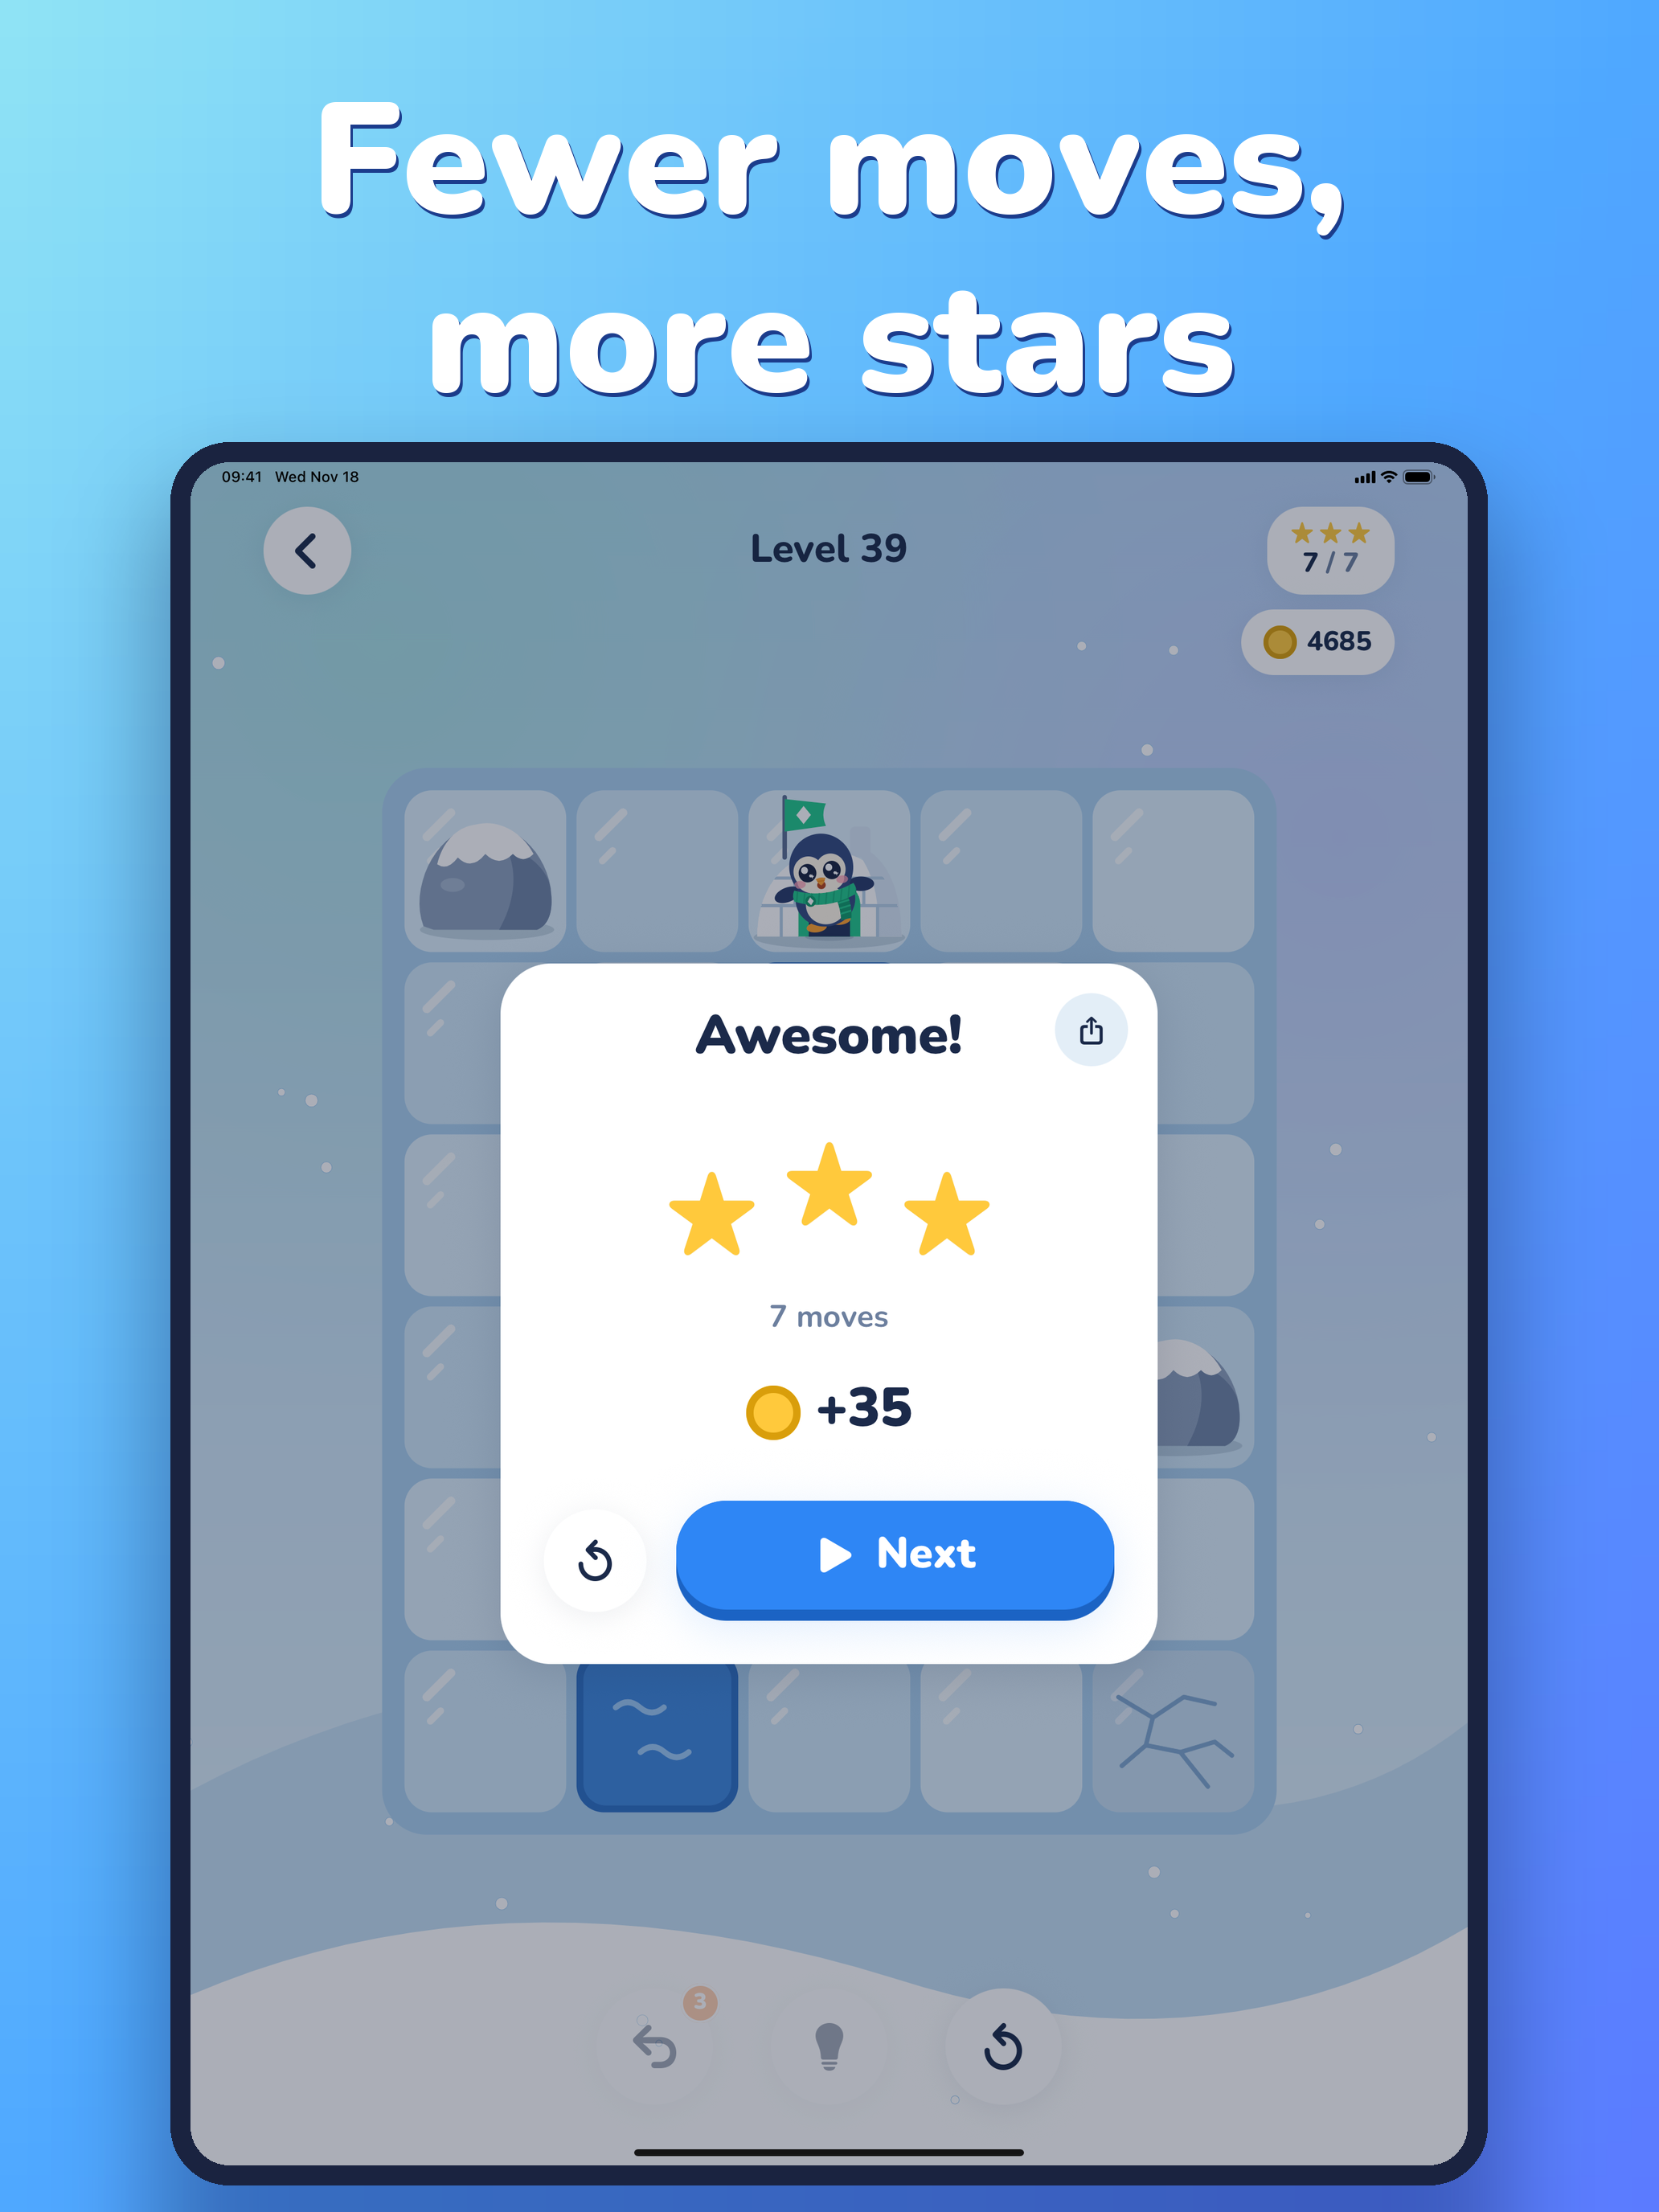 Fewer moves,
more stars
09:41 Wed Nov 18
Level 39
7 / 7
4685
Awesome!
7 moves
+35
Next
3